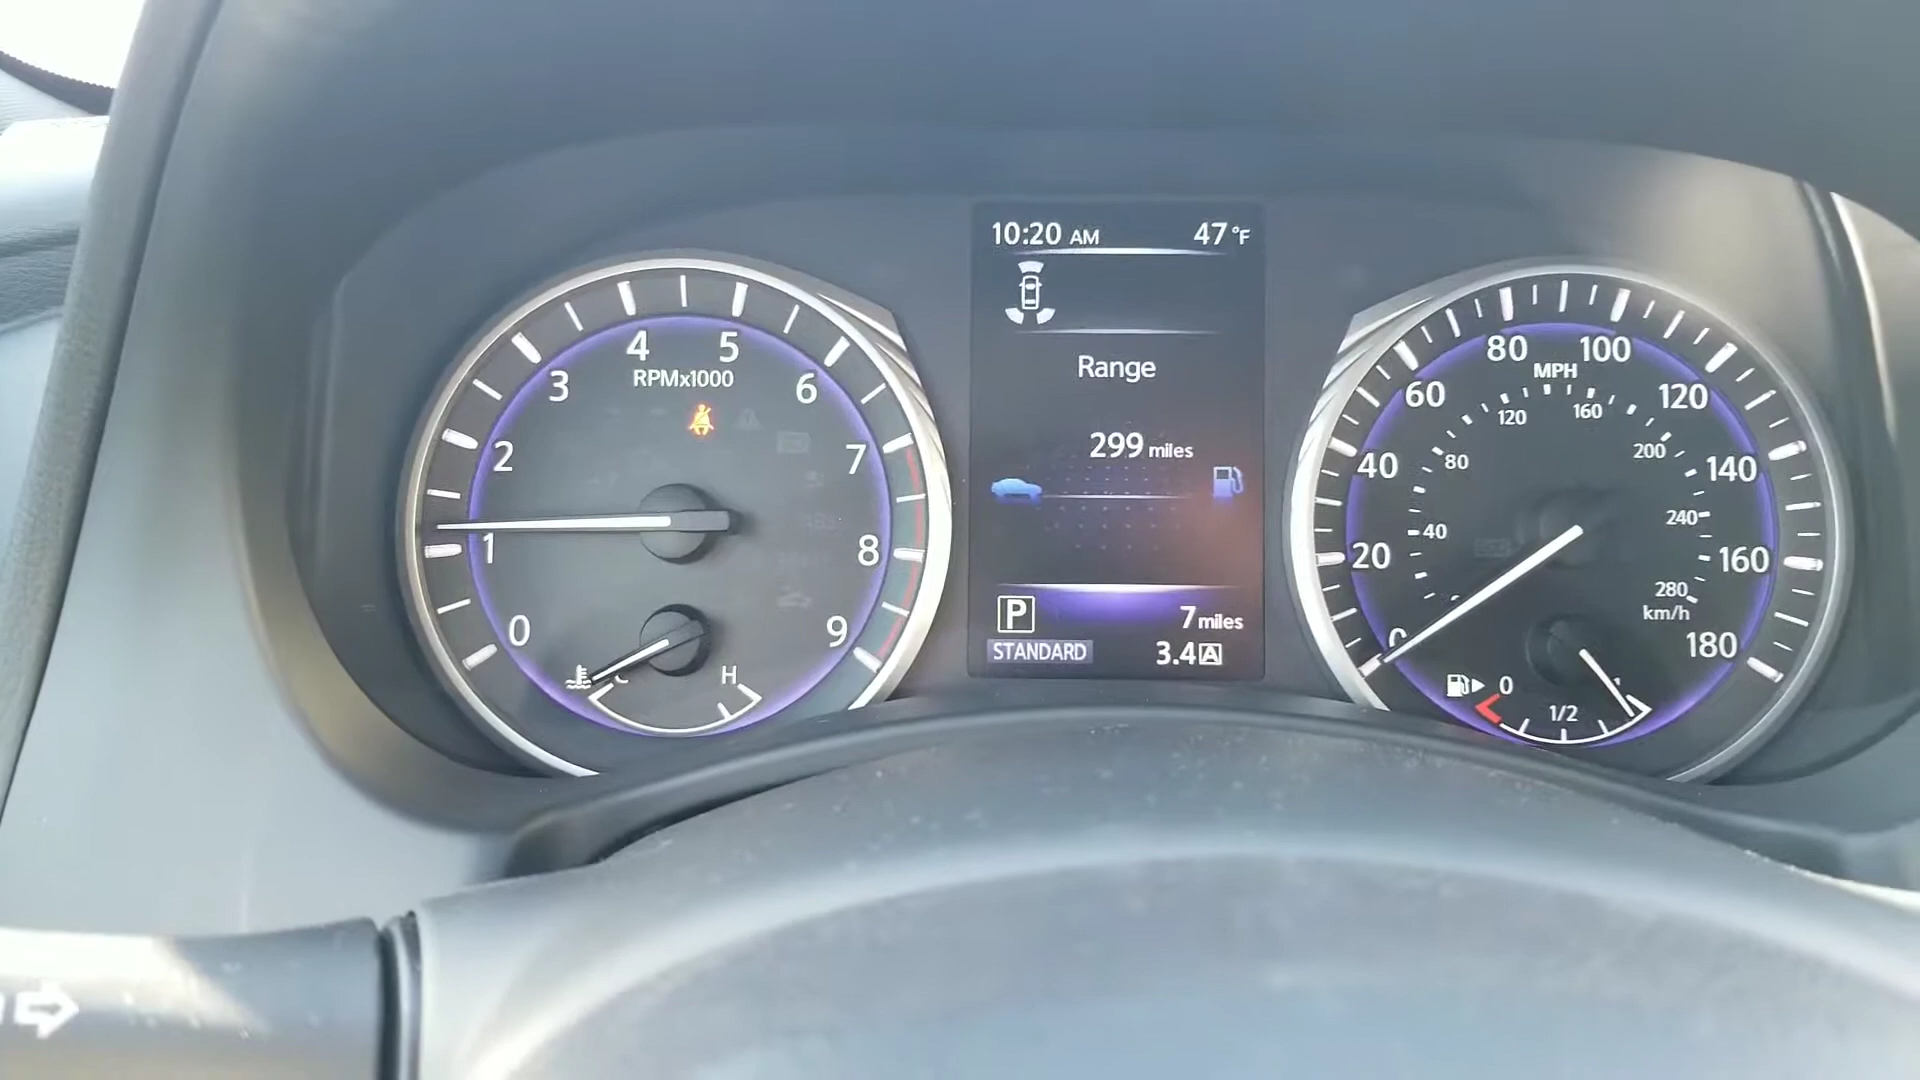 10:20 AM 47°F
Range
299 miles
P 7 miles
STANDARD 3.4 A
0 1 2 3 4 5 6 7 8 9
RPMx1000
C H
0 20 40 60 80 100 120 140 160 180
MPH
40 80 120 160 200 240 280
km/h
0 1/2